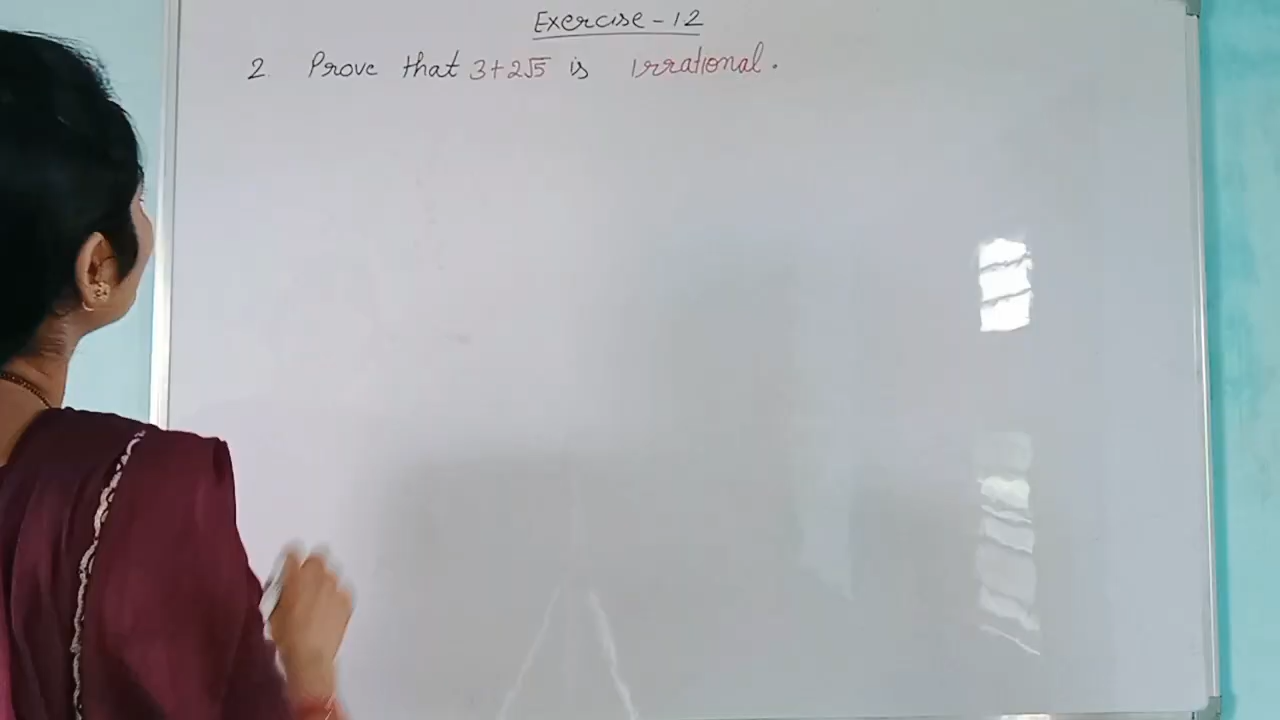 Exercise - 12
2. Prove that 3+2√5 is irrational.